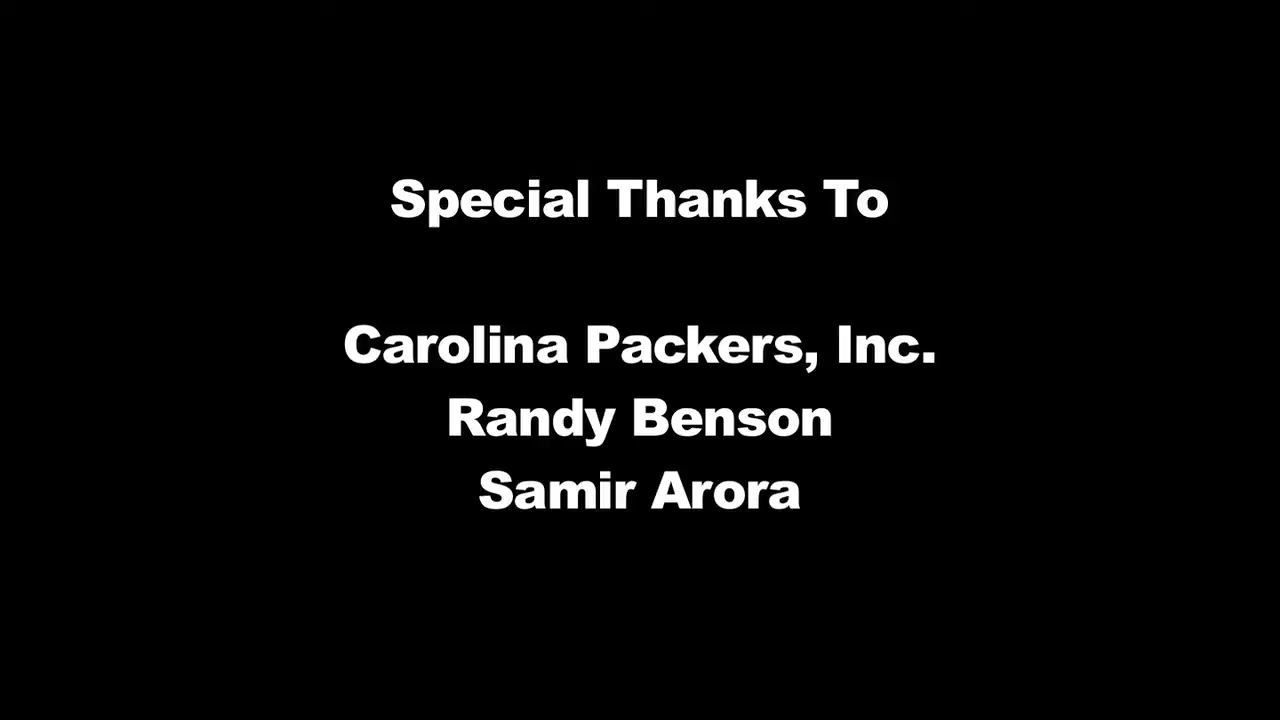 Special Thanks To
Carolina Packers, Inc.
Randy Benson
Samir Arora